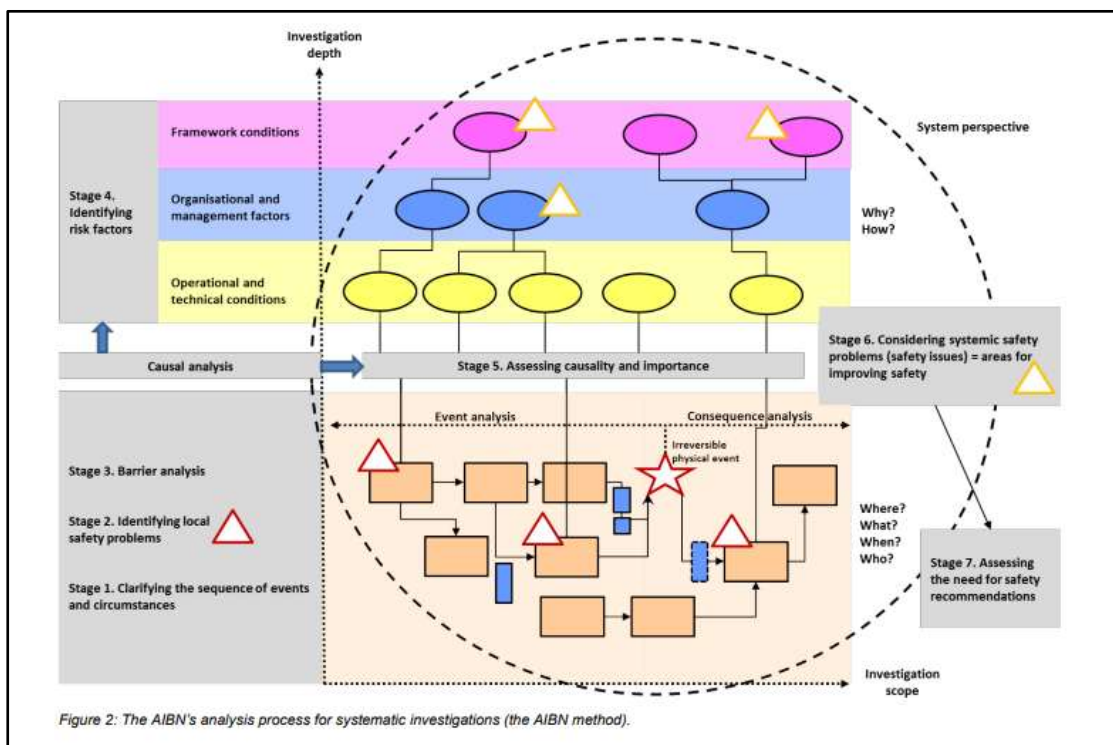 Investigation
depth
System perspective
Framework conditions
Stage 4.
Identifying
risk factors
Organisational and
management factors
Why?
How?
Operational and
technical conditions
Causal analysis
Stage 5. Assessing causality and importance
Stage 6. Considering systemic safety
problems (safety issues) = areas for
improving safety
Event analysis
Consequence analysis
Irreversible
physical event
Stage 3. Barrier analysis
Stage 2. Identifying local
safety problems
Stage 1. Clarifying the sequence of events
and circumstances
Where?
What?
When?
Who?
Stage 7. Assessing
the need for safety
recommendations
Investigation
scope
Figure 2: The AIBN's analysis process for systematic investigations (the AIBN method).